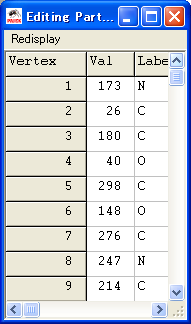 Editing Part...
Redisplay
Vertex Val Labe
1 173 N
2 26 C
3 180 C
4 40 O
5 298 C
6 148 O
7 276 C
8 247 N
9 214 C